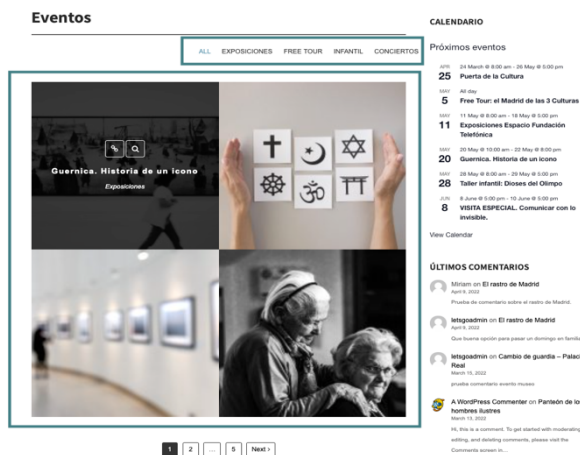 Eventos
ALL EXPOSICIONES FREE TOUR INFANTIL CONCIERTOS
Guernica. Historia de un icono
Exposiciones
1 2 ... 5 Next ›
CALENDARIO
Próximos eventos
APR 24 March @ 8:00 am - 26 May @ 5:00 pm
25 Puerta de la Cultura
MAY All day
5 Free Tour: el Madrid de las 3 Culturas
MAY 11 May @ 8:00 am - 18 May @ 5:00 pm
11 Exposiciones Espacio Fundación
Telefónica
MAY 20 May @ 10:00 am - 22 May @ 8:00 pm
20 Guernica. Historia de un icono
MAY 28 May @ 8:00 am - 29 May @ 5:00 pm
28 Taller infantil: Dioses del Olimpo
JUN 8 June @ 5:00 pm - 10 June @ 5:00 pm
8 VISITA ESPECIAL. Comunicar con lo
invisible.
View Calendar
ÚLTIMOS COMENTARIOS
Miriam on El rastro de Madrid
April 9, 2022
Prueba de comentario sobre el rastro de Madrid.
letsgoadmin on El rastro de Madrid
April 9, 2022
Que buena opción para pasar un domingo en famili
letsgoadmin on Cambio de guardia – Palac
Real
March 13, 2022
prueba comentario evento museo
A WordPress Commenter on Panteón de lo
hombres ilustres
March 13, 2022
Hi, this is a comment. To get started with moderating
editing, and deleting comments, please visit the
Comments screen in...